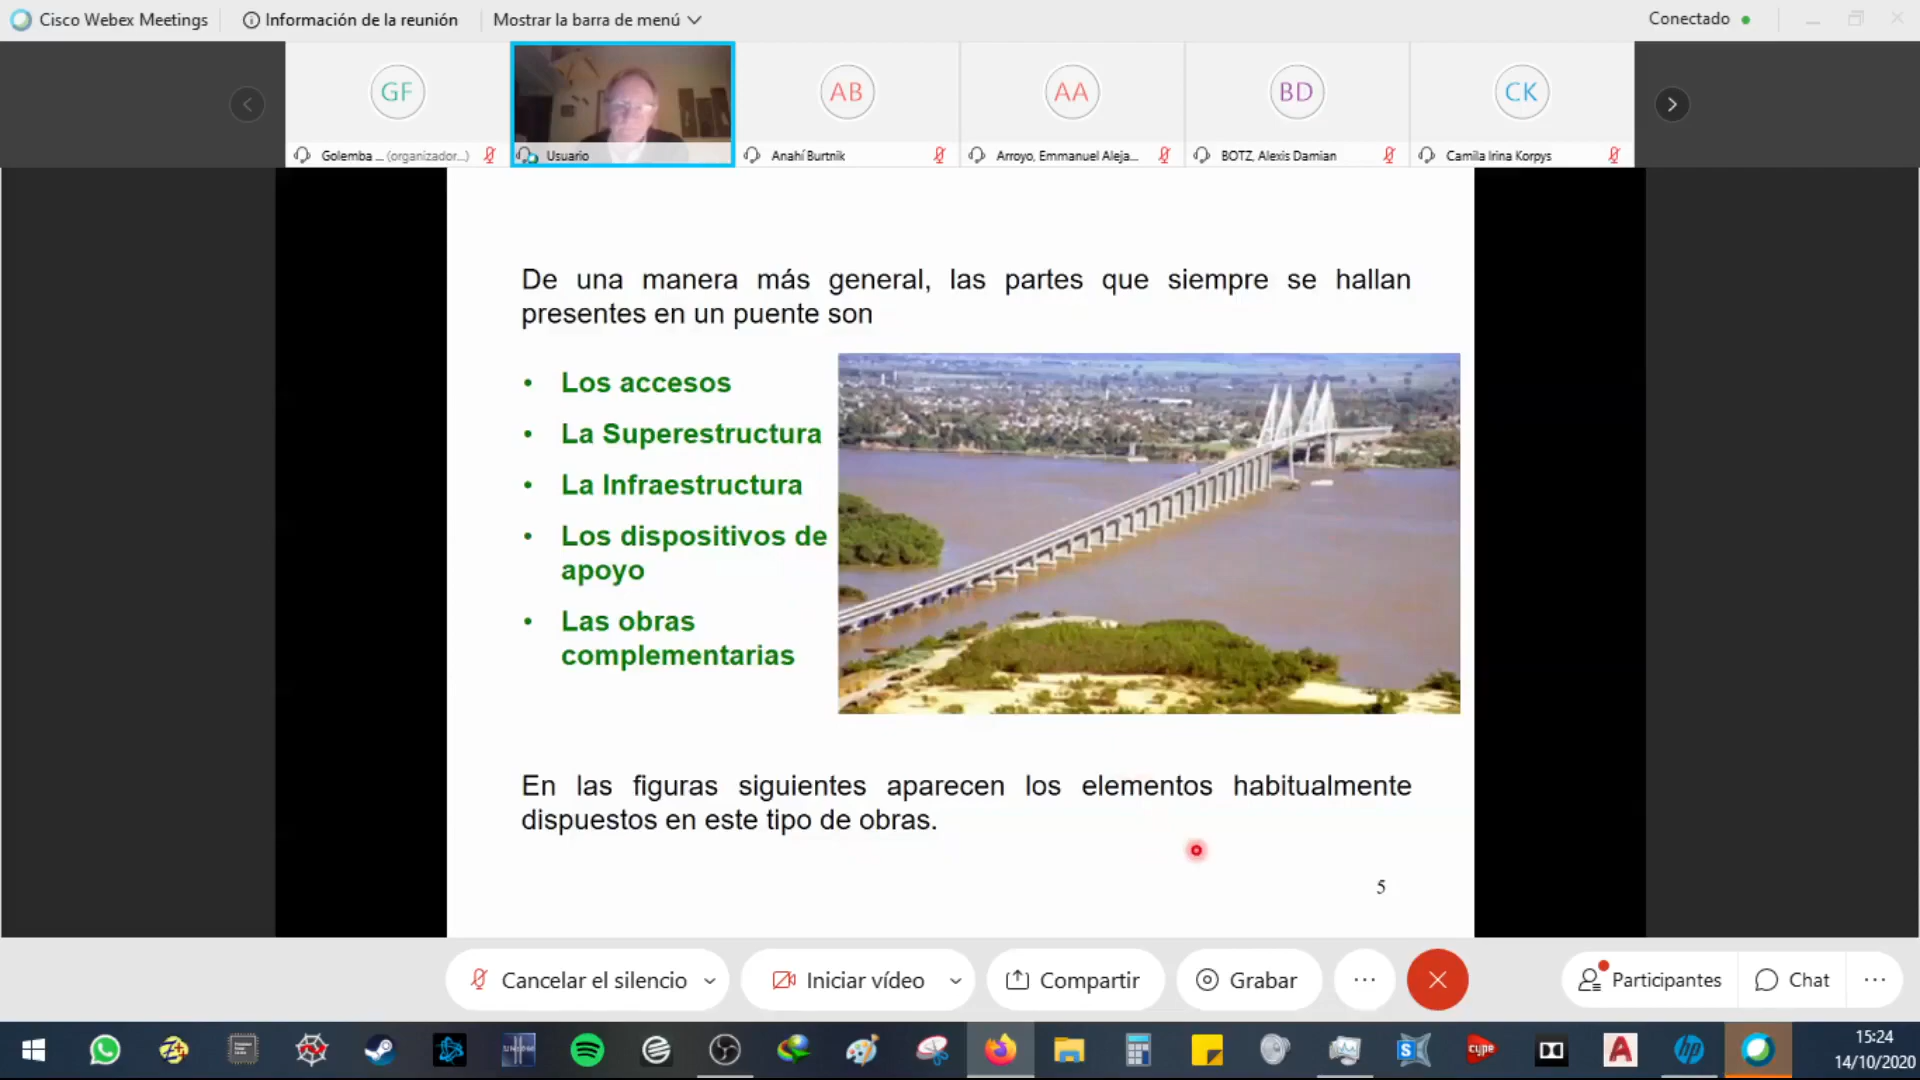 Cisco Webex Meetings
Información de la reunión
Mostrar la barra de menú
Conectado
GF
AB
AA
BD
CK
Golemba ... (organizador...)
Usuario
Anahí Burtnik
Arroyo, Emmanuel Aleja...
BOTZ, Alexis Damian
Camila Irina Korpys
De una manera más general, las partes que siempre se hallan
presentes en un puente son
• Los accesos
• La Superestructura
• La Infraestructura
• Los dispositivos de
apoyo
• Las obras
complementarias
En las figuras siguientes aparecen los elementos habitualmente
dispuestos en este tipo de obras.
5
Cancelar el silencio
Iniciar vídeo
Compartir
Grabar
Participantes
Chat
cype
hp
15:24
14/10/2020